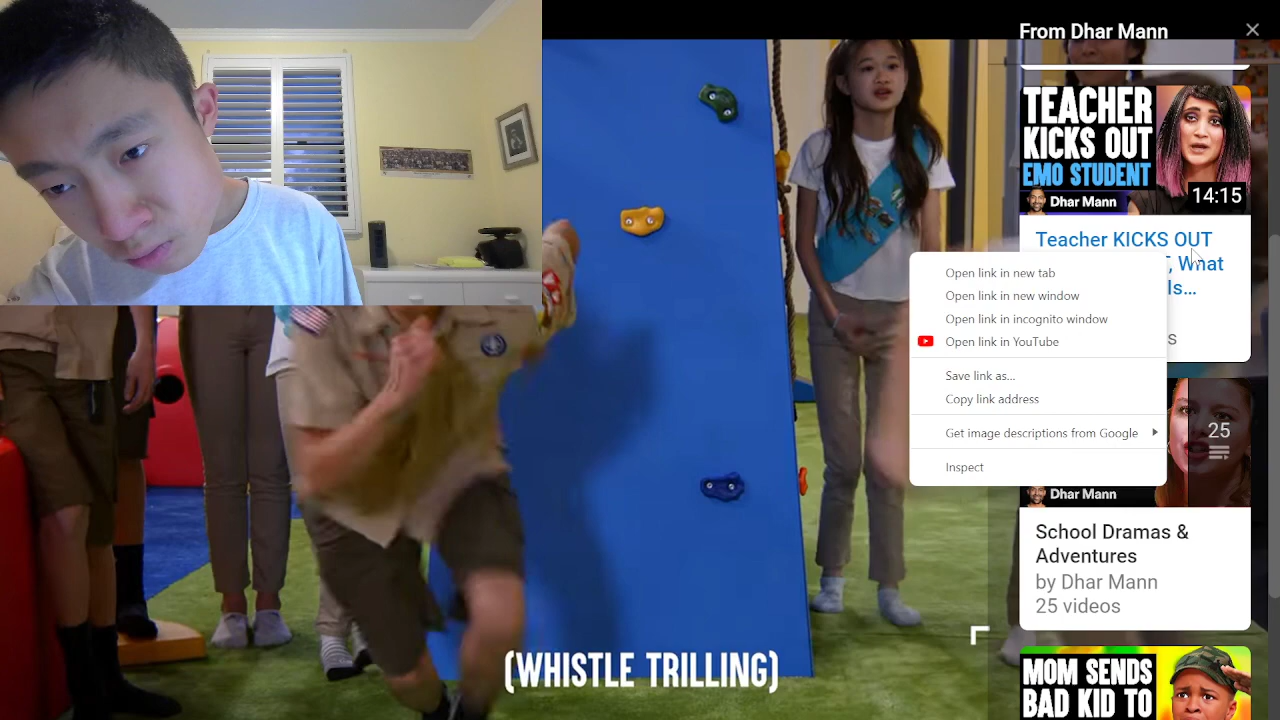 From Dhar Mann
TEACHER
KICKS OUT
EMO STUDENT
Dhar Mann
14:15
Teacher KICKS OUT
, What
ls...
s
Open link in new tab
Open link in new window
Open link in incognito window
Open link in YouTube
Save link as...
Copy link address
Get image descriptions from Google
Inspect
25
Dhar Mann
School Dramas &
Adventures
by Dhar Mann
25 videos
MOM SENDS
BAD KID TO
(WHISTLE TRILLING)